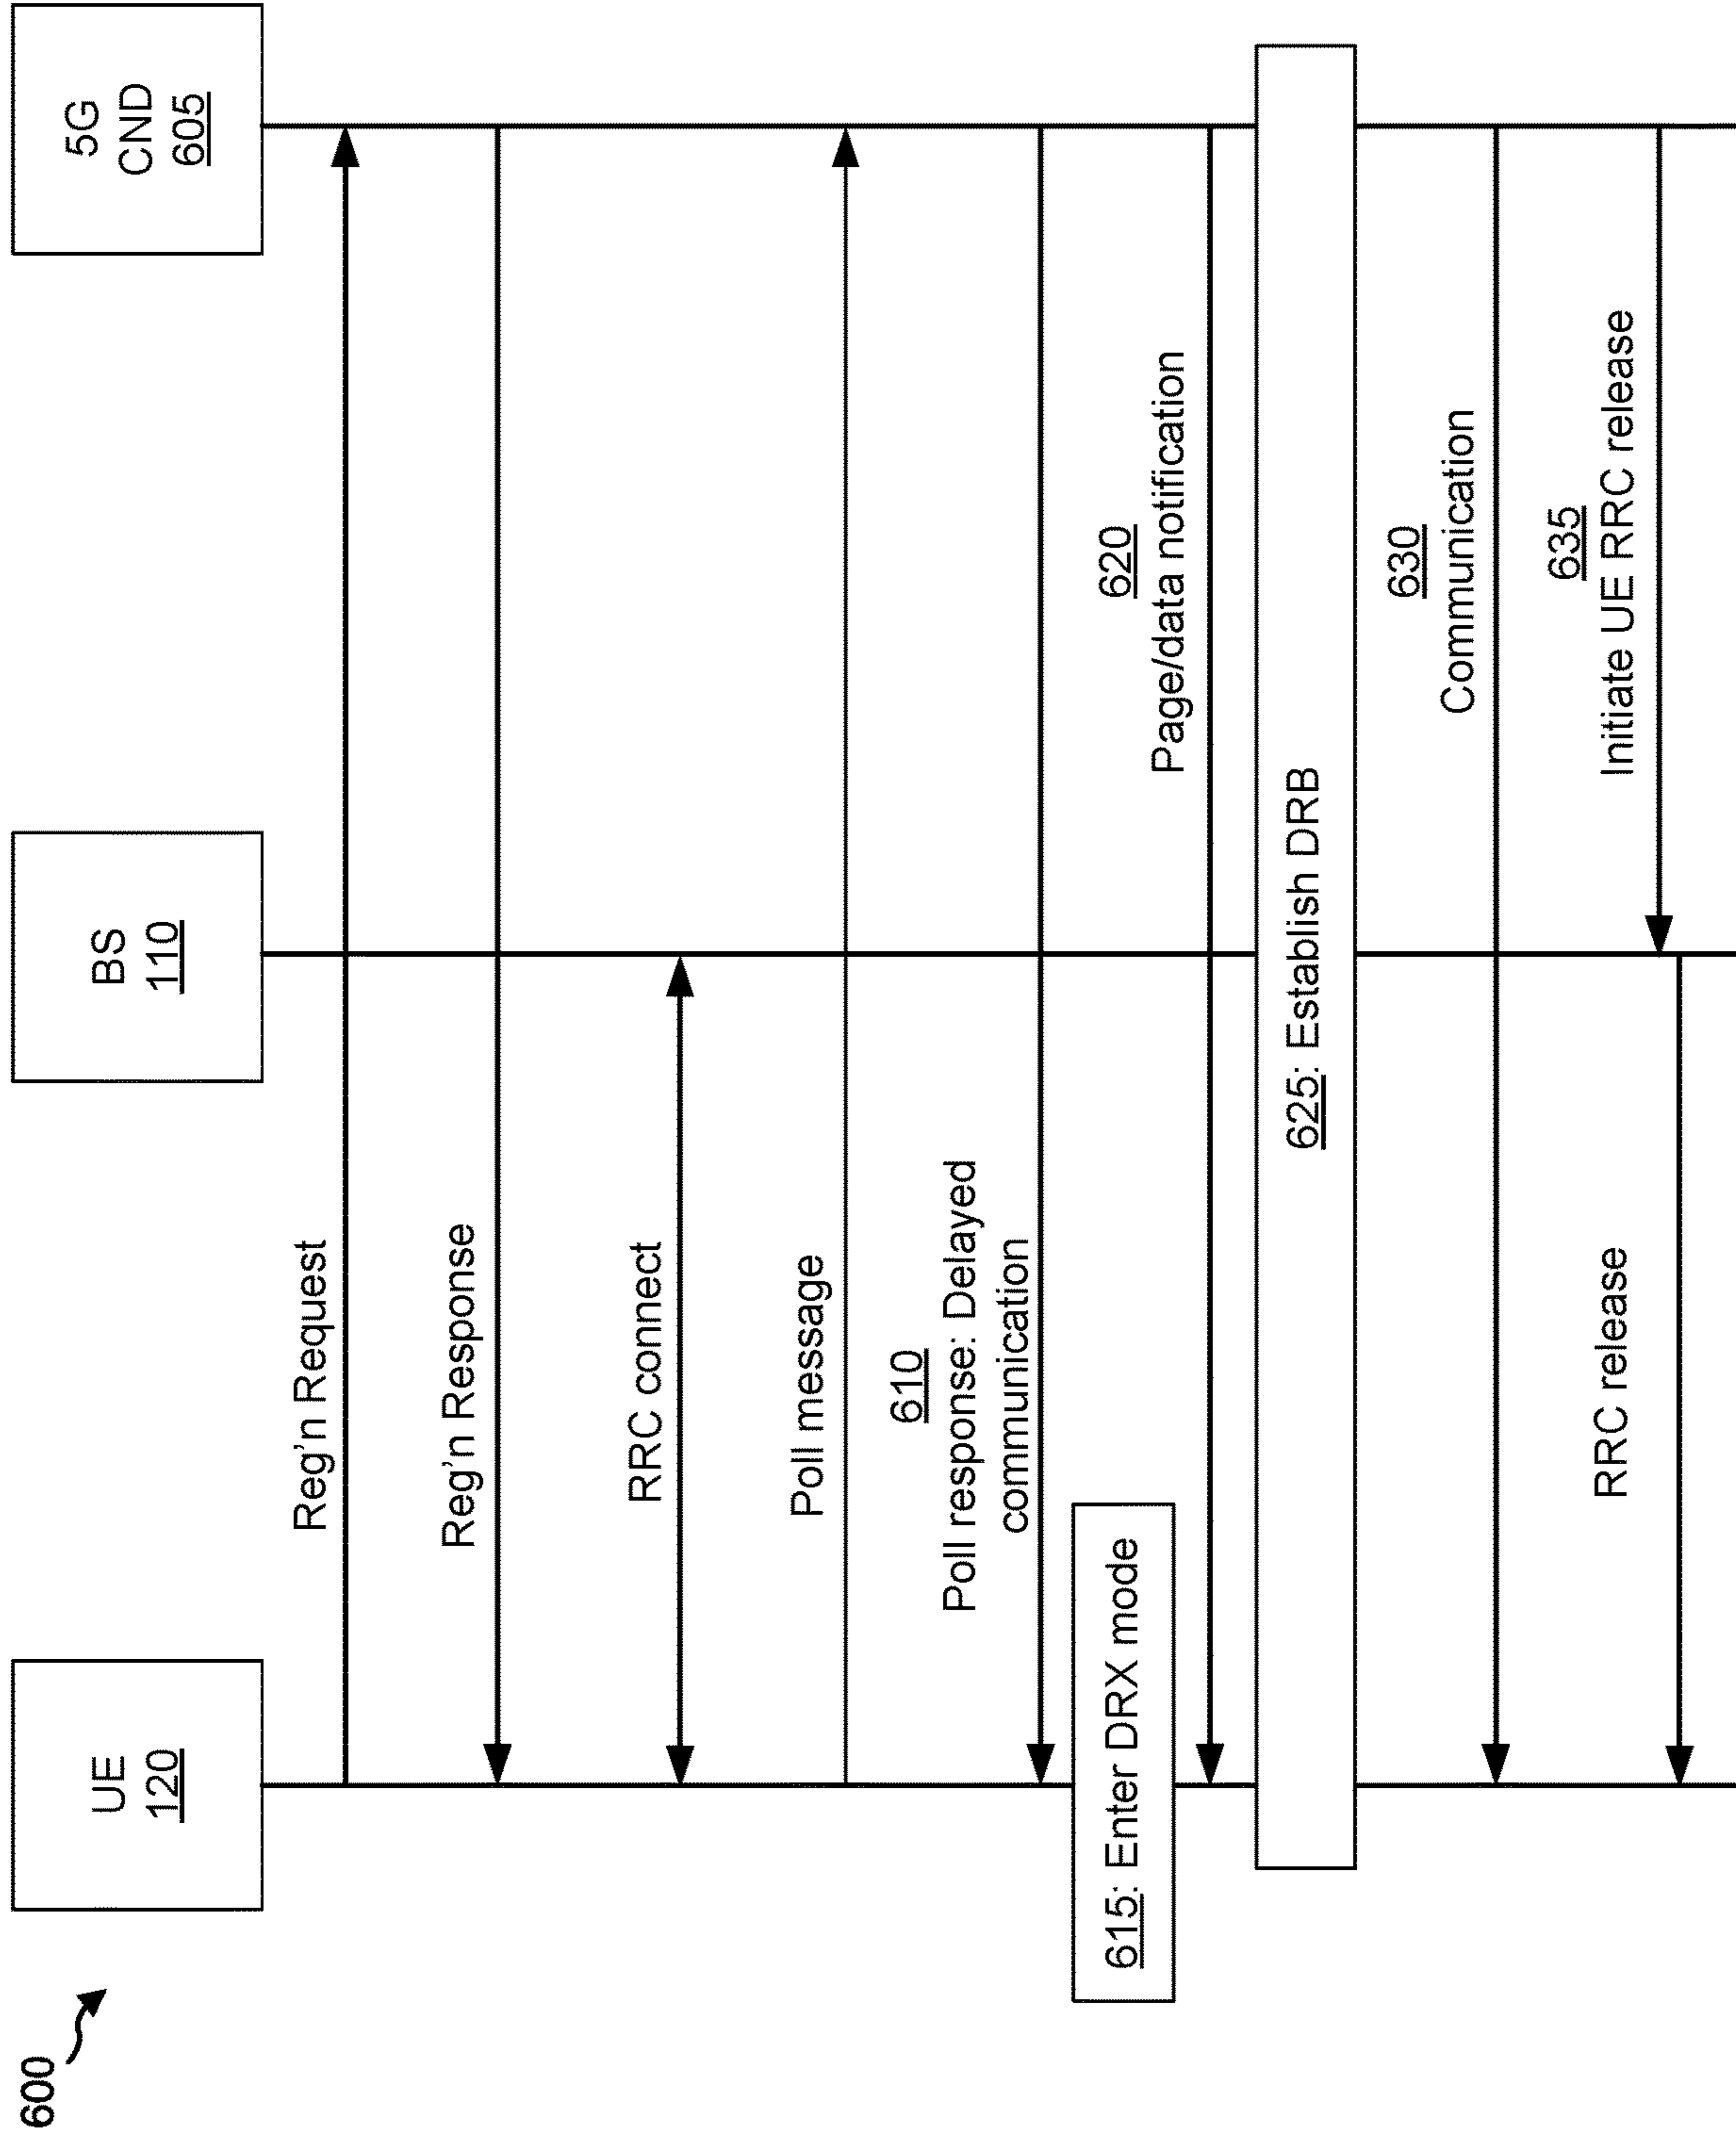 600
UE
120
BS
110
5G
CND
605
Reg'n Request
Reg'n Response
RRC connect
Poll message
610
Poll response: Delayed
communication
615: Enter DRX mode
620
Page/data notification
625: Establish DRB
630
Communication
635
Initiate UE RRC release
RRC release